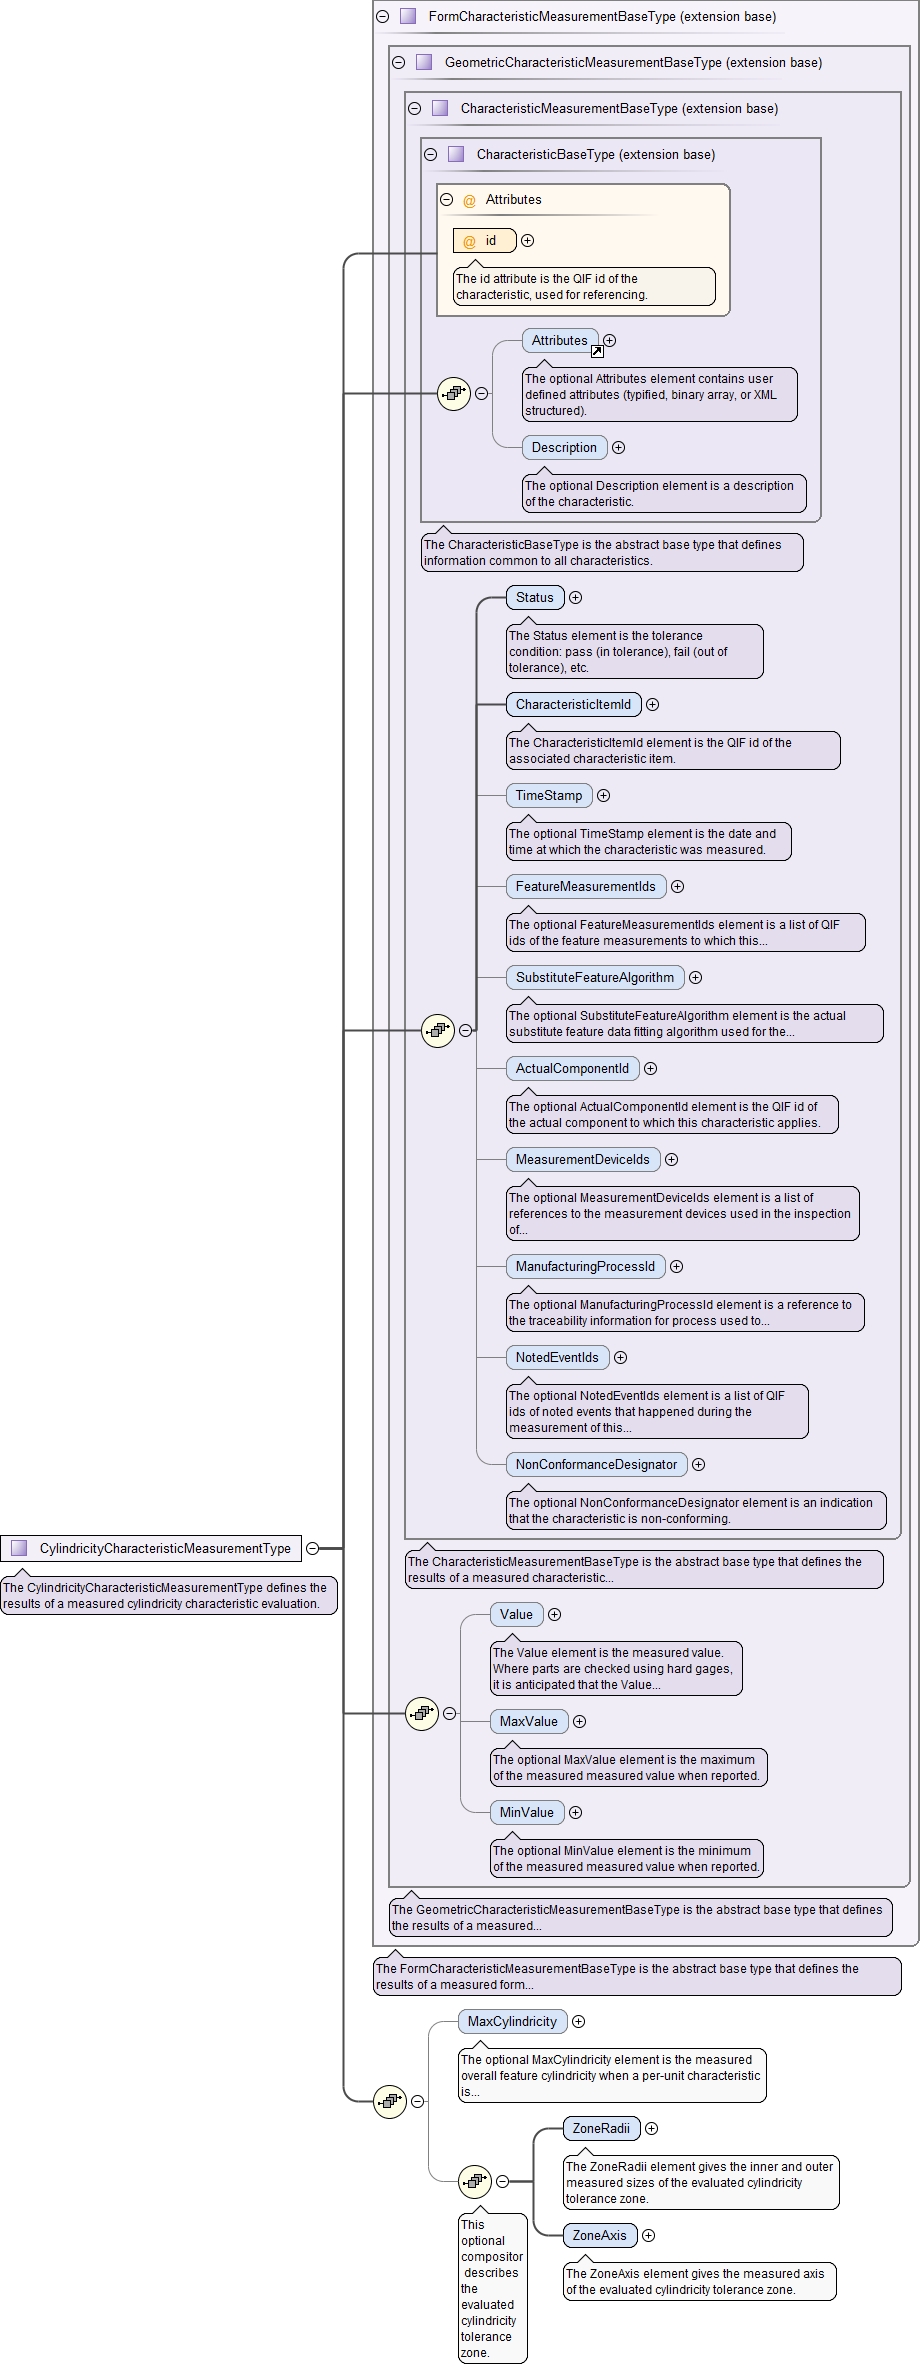 FormCharacteristicMeasurementBaseType (extension base)
GeometricCharacteristicMeasurementBaseType (extension base)
CharacteristicMeasurementBaseType (extension base)
CharacteristicBaseType (extension base)
@ Attributes
@ id
The id attribute is the QIF id of the
characteristic, used for referencing.
Attributes
The optional Attributes element contains user
defined attributes (typified, binary array, or XML
structured).
Description
The optional Description element is a description
of the characteristic.
The CharacteristicBaseType is the abstract base type that defines
information common to all characteristics.
Status
The Status element is the tolerance
condition: pass (in tolerance), fail (out of
tolerance), etc.
CharacteristicItemId
The CharacteristicItemId element is the QIF id of the
associated characteristic item.
TimeStamp
The optional TimeStamp element is the date and
time at which the characteristic was measured.
FeatureMeasurementIds
The optional FeatureMeasurementIds element is a list of QIF
ids of the feature measurements to which this...
SubstituteFeatureAlgorithm
The optional SubstituteFeatureAlgorithm element is the actual
substitute feature data fitting algorithm used for the...
ActualComponentId
The optional ActualComponentId element is the QIF id of
the actual component to which this characteristic applies.
MeasurementDeviceIds
The optional MeasurementDeviceIds element is a list of
references to the measurement devices used in the inspection
of...
ManufacturingProcessId
The optional ManufacturingProcessId element is a reference to
the traceability information for process used to...
NotedEventIds
The optional NotedEventIds element is a list of QIF
ids of noted events that happened during the
measurement of this...
NonConformanceDesignator
The optional NonConformanceDesignator element is an indication
that the characteristic is non-conforming.
CylindricityCharacteristicMeasurementType
The CylindricityCharacteristicMeasurementType defines the
results of a measured cylindricity characteristic evaluation.
The CharacteristicMeasurementBaseType is the abstract base type that defines the
results of a measured characteristic...
Value
The Value element is the measured value.
Where parts are checked using hard gages,
it is anticipated that the Value...
MaxValue
The optional MaxValue element is the maximum
of the measured measured value when reported.
MinValue
The optional MinValue element is the minimum
of the measured measured value when reported.
The GeometricCharacteristicMeasurementBaseType is the abstract base type that defines
the results of a measured...
The FormCharacteristicMeasurementBaseType is the abstract base type that defines the
results of a measured form...
MaxCylindricity
The optional MaxCylindricity element is the measured
overall feature cylindricity when a per-unit characteristic
is...
ZoneRadii
The ZoneRadii element gives the inner and outer
measured sizes of the evaluated cylindricity
tolerance zone.
This
optional
compositor
describes
the
evaluated
cylindricity
tolerance
zone.
ZoneAxis
The ZoneAxis element gives the measured axis
of the evaluated cylindricity tolerance zone.